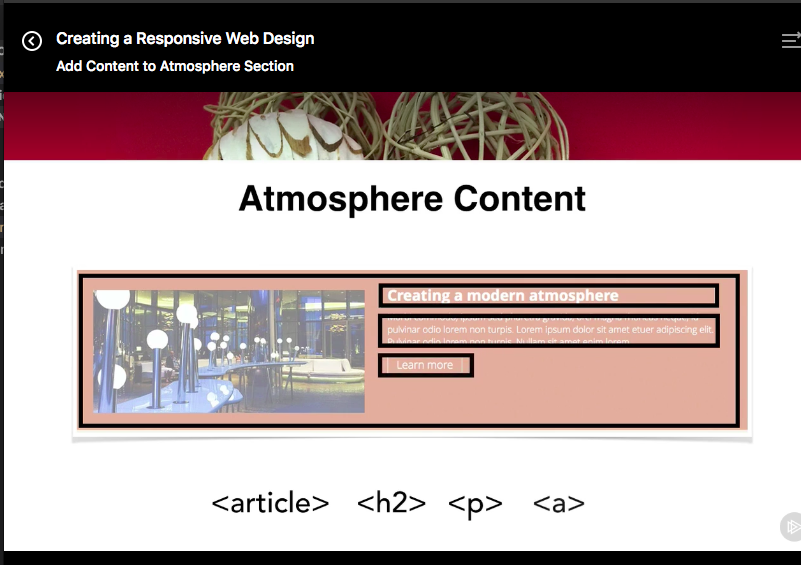 Creating a Responsive Web Design
Add Content to Atmosphere Section
Atmosphere Content
Creating a modern atmosphere
pulvinar odio lorem non turpis. Lorem ipsum dolor sit amet etuer adipiscing elit.
Pulvinar odio lorem non turpis. Nullam sit amet enim lorem
Learn more
<article> <h2> <p> <a>